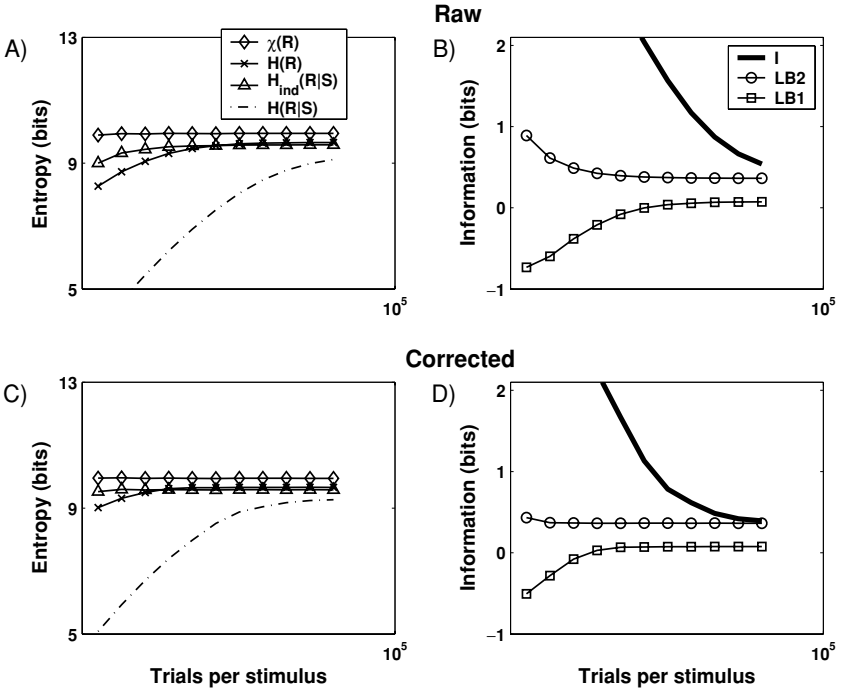 Raw
A)
13
9
5
Entropy (bits)
χ(R)
H(R)
H_ind(R|S)
H(R|S)
10^5
B)
2
1
0
−1
Information (bits)
I
LB2
LB1
10^5
Corrected
C)
13
9
5
Entropy (bits)
10^5
Trials per stimulus
D)
2
1
0
−1
Information (bits)
10^5
Trials per stimulus